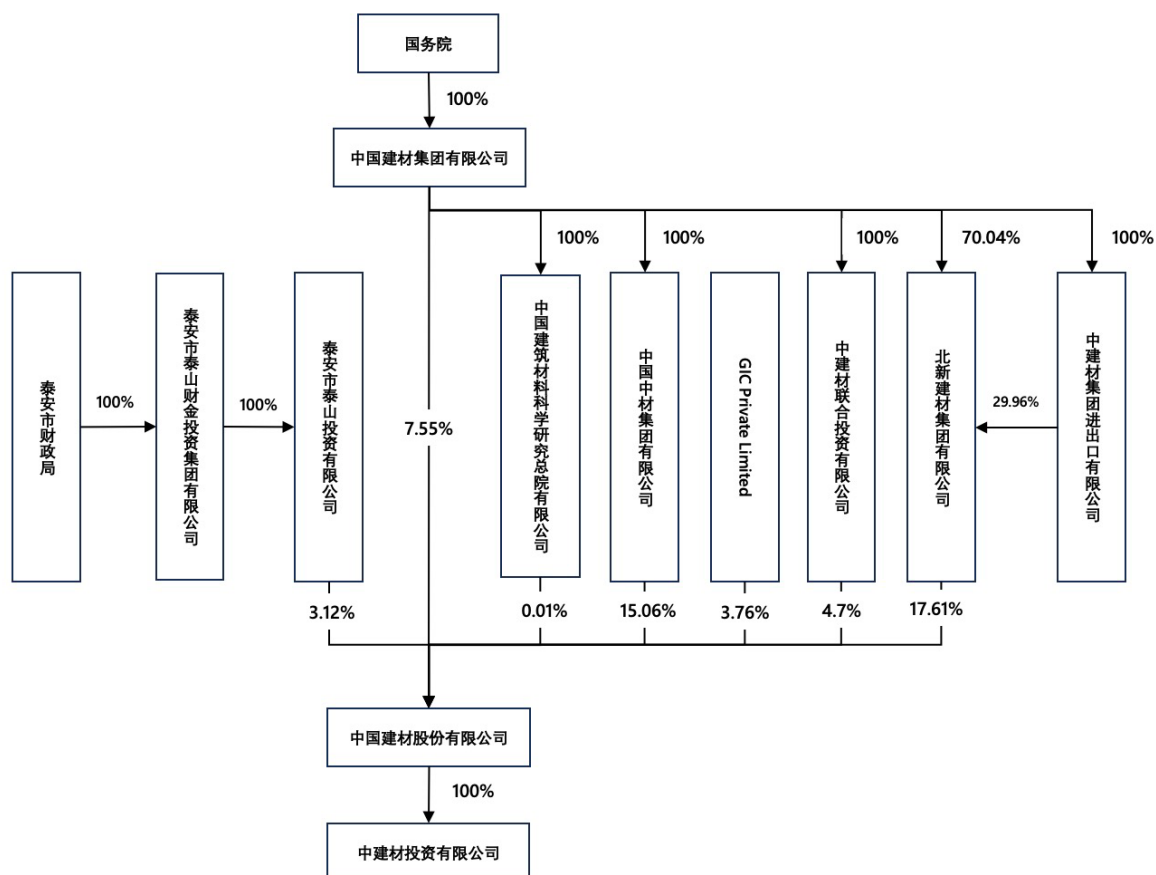 国务院
100%
中国建材集团有限公司
100%
100%
100%
70.04%
100%
泰安市财政局
100%
泰安市泰山财金投资集团有限公司
100%
泰安市泰山投资有限公司
7.55%
中国建筑材料科学研究总院有限公司
中国中材集团有限公司
GIC Private Limited
中建材联合投资有限公司
北新建材集团有限公司
29.96%
中建材集团进出口有限公司
3.12%
0.01%
15.06%
3.76%
4.7%
17.61%
中国建材股份有限公司
100%
中建材投资有限公司